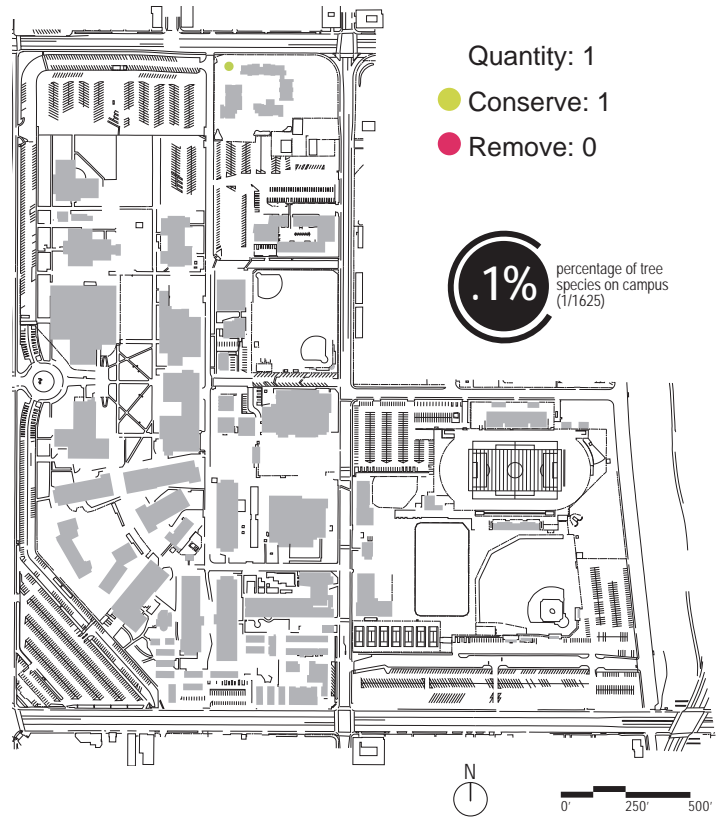 Quantity: 1
Conserve: 1
Remove: 0
.1%
percentage of tree
species on campus
(1/1625)
N
0' 250' 500'